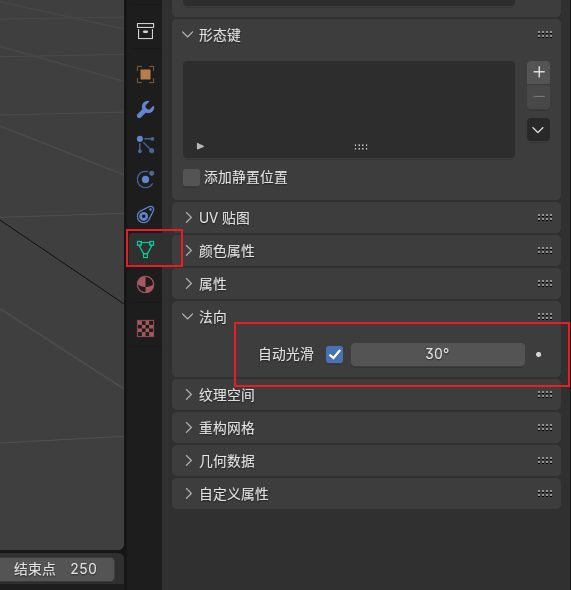 形态键
添加静置位置
UV 贴图
颜色属性
属性
法向
自动光滑 30°
纹理空间
重构网格
几何数据
自定义属性
结束点 250